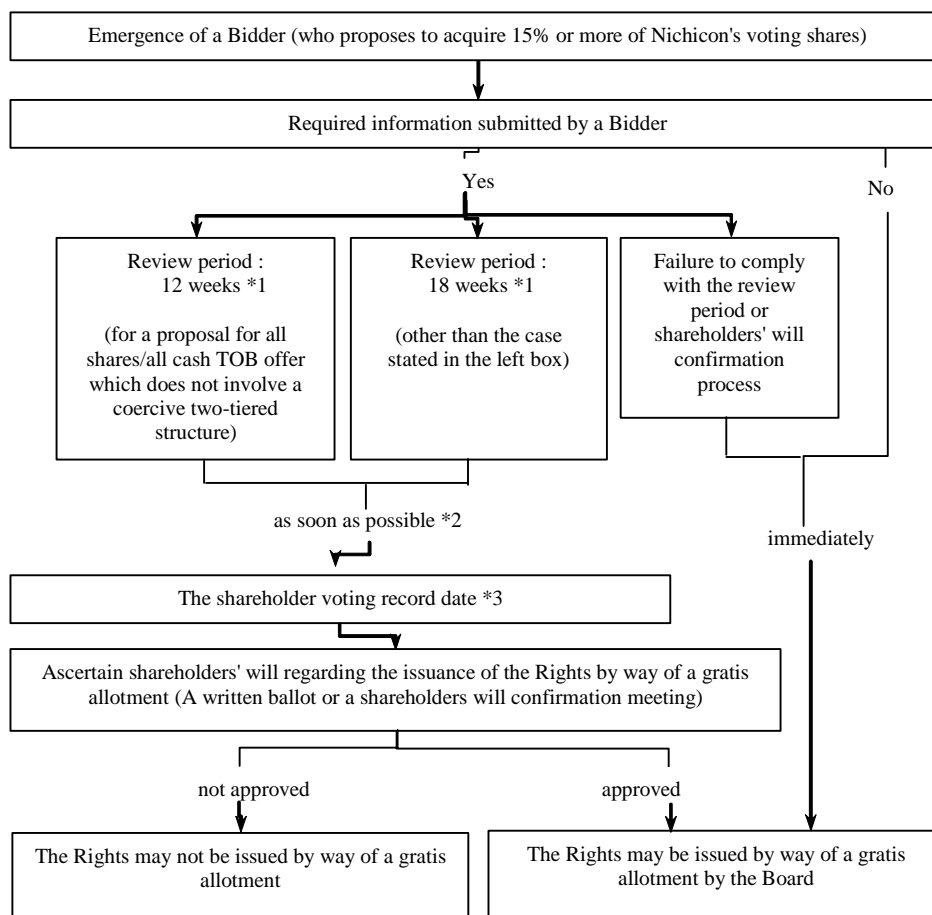 Emergence of a Bidder (who proposes to acquire 15% or more of Nichicon's voting shares)
Required information submitted by a Bidder
Yes
No
Review period :
12 weeks *1
(for a proposal for all
shares/all cash TOB offer
which does not involve a
coercive two-tiered
structure)
Review period :
18 weeks *1
(other than the case
stated in the left box)
Failure to comply
with the review
period or
shareholders' will
confirmation
process
as soon as possible *2
immediately
The shareholder voting record date *3
Ascertain shareholders' will regarding the issuance of the Rights by way of a gratis
allotment (A written ballot or a shareholders will confirmation meeting)
not approved
approved
The Rights may not be issued by way of a gratis
allotment
The Rights may be issued by way of a gratis
allotment by the Board